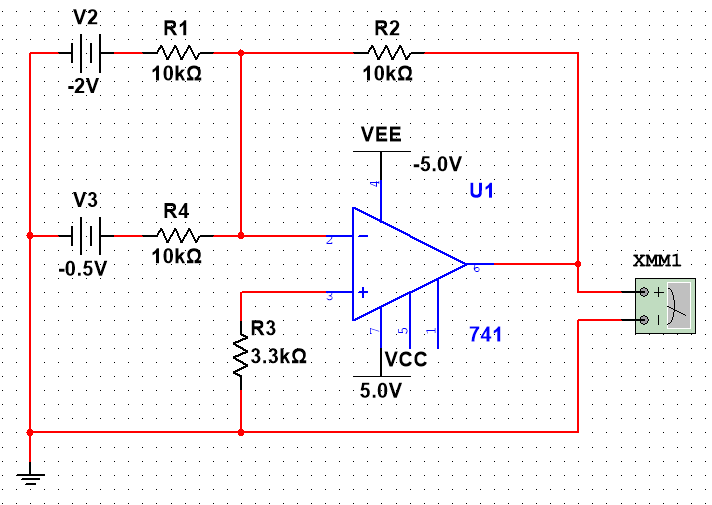 V2
R1
R2
10kΩ
10kΩ
-2V
VEE
-5.0V
4
U1
V3
R4
2
-
10kΩ
-0.5V
6
XMM1
+
-
3
+
R3
3.3kΩ
7
5
1
741
VCC
5.0V